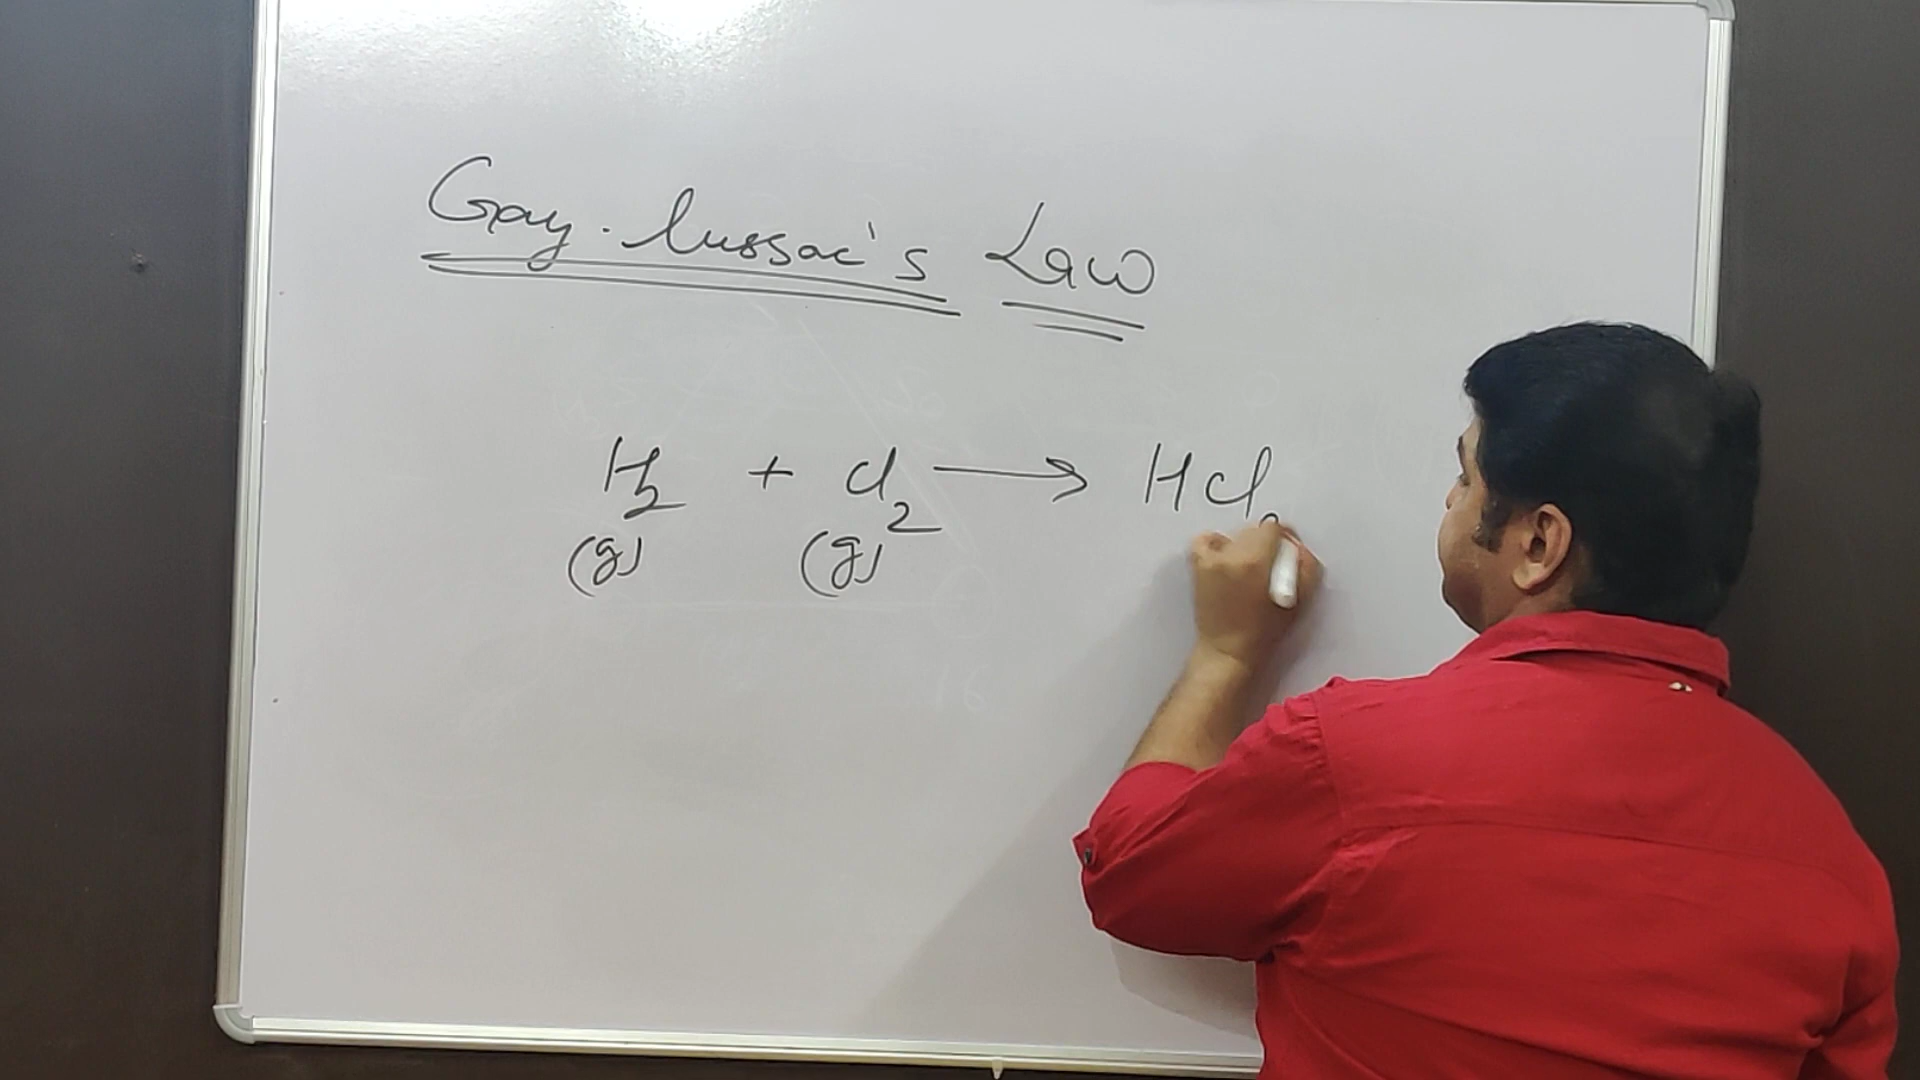 Gay-lussac's Law
H₂ + Cl₂ → HCl
(g) (g)